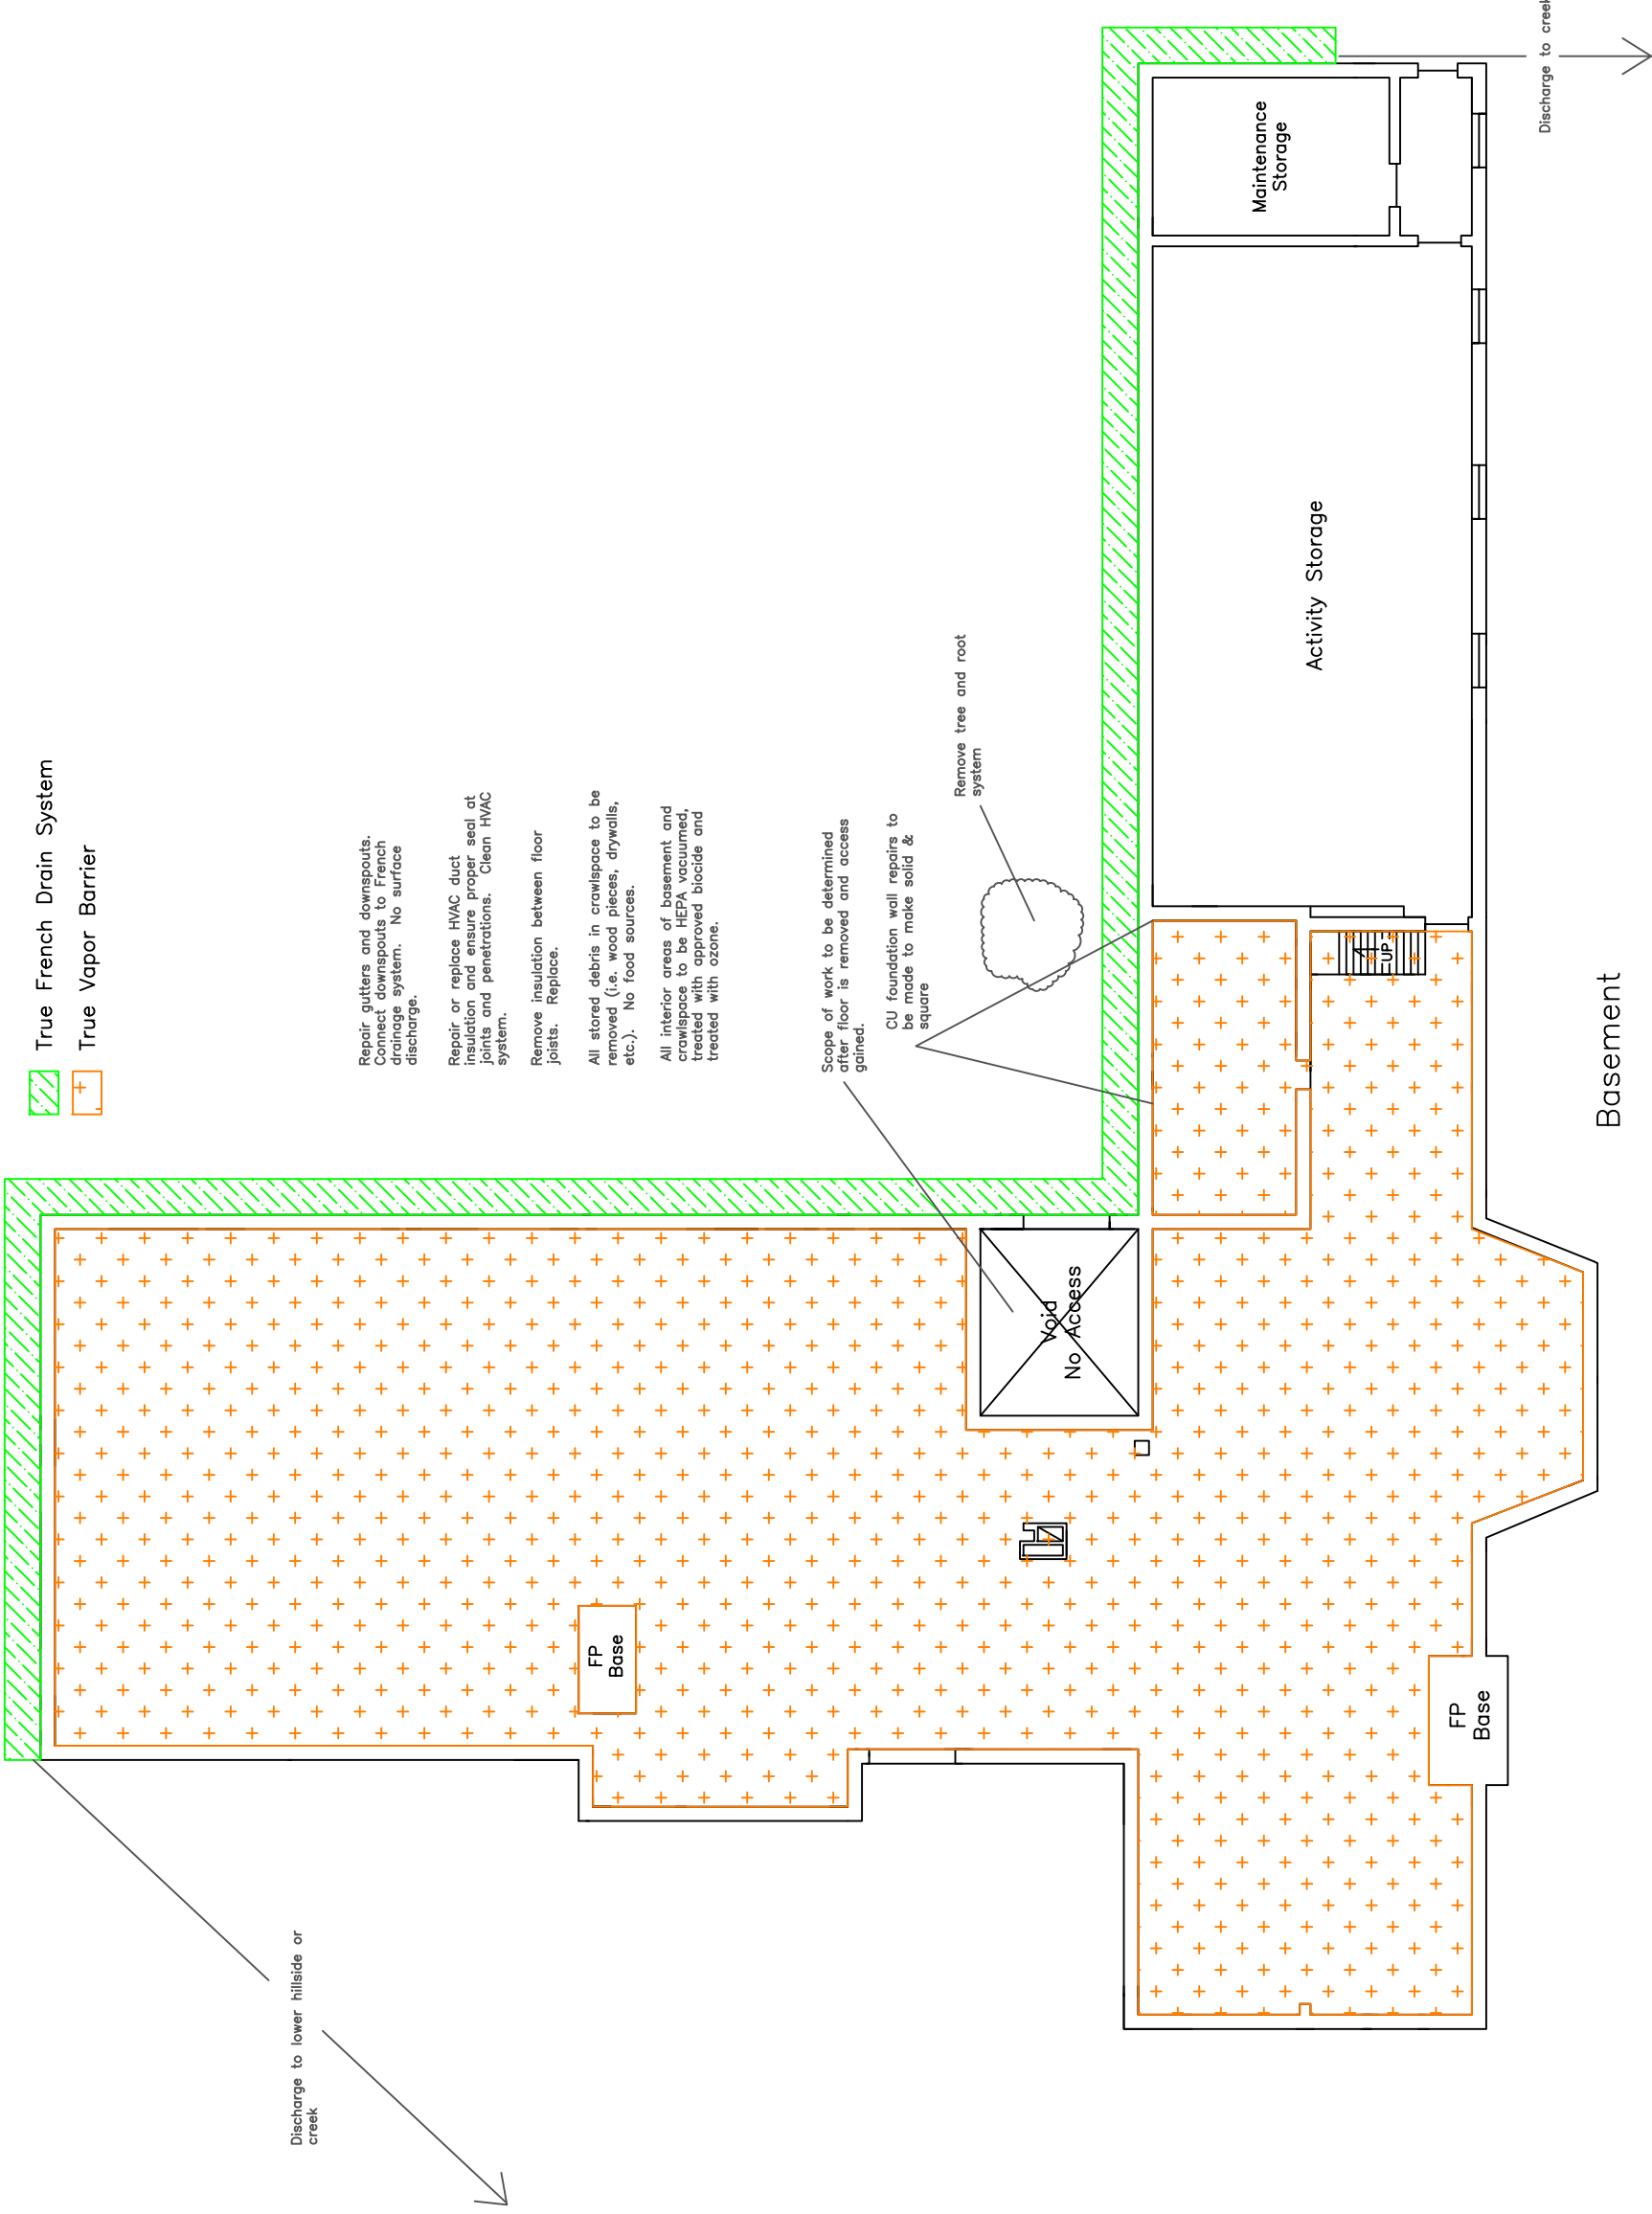 True French Drain System
True Vapor Barrier
Repair gutters and downspouts.
Connect downspouts to French
drainage system. No surface
discharge.
Repair or replace HVAC duct
insulation and ensure proper seal at
joints and penetrations. Clean HVAC
system.
Remove insulation between floor
joists. Replace.
All stored debris in crawlspace to be
removed (i.e. wood pieces, drywalls,
etc.). No food sources.
All interior areas of basement and
crawlspace to be HEPA vacuumed,
treated with approved biocide and
treated with ozone.
Scope of work to be determined
after floor is removed and access
gained.
CU foundation wall repairs to
be made to make solid &
square
Remove tree and root
system
Discharge to lower hillside or
creek
Discharge to creek
Maintenance
Storage
Activity Storage
UP
Void
No Access
FP
Base
FP
Base
Basement